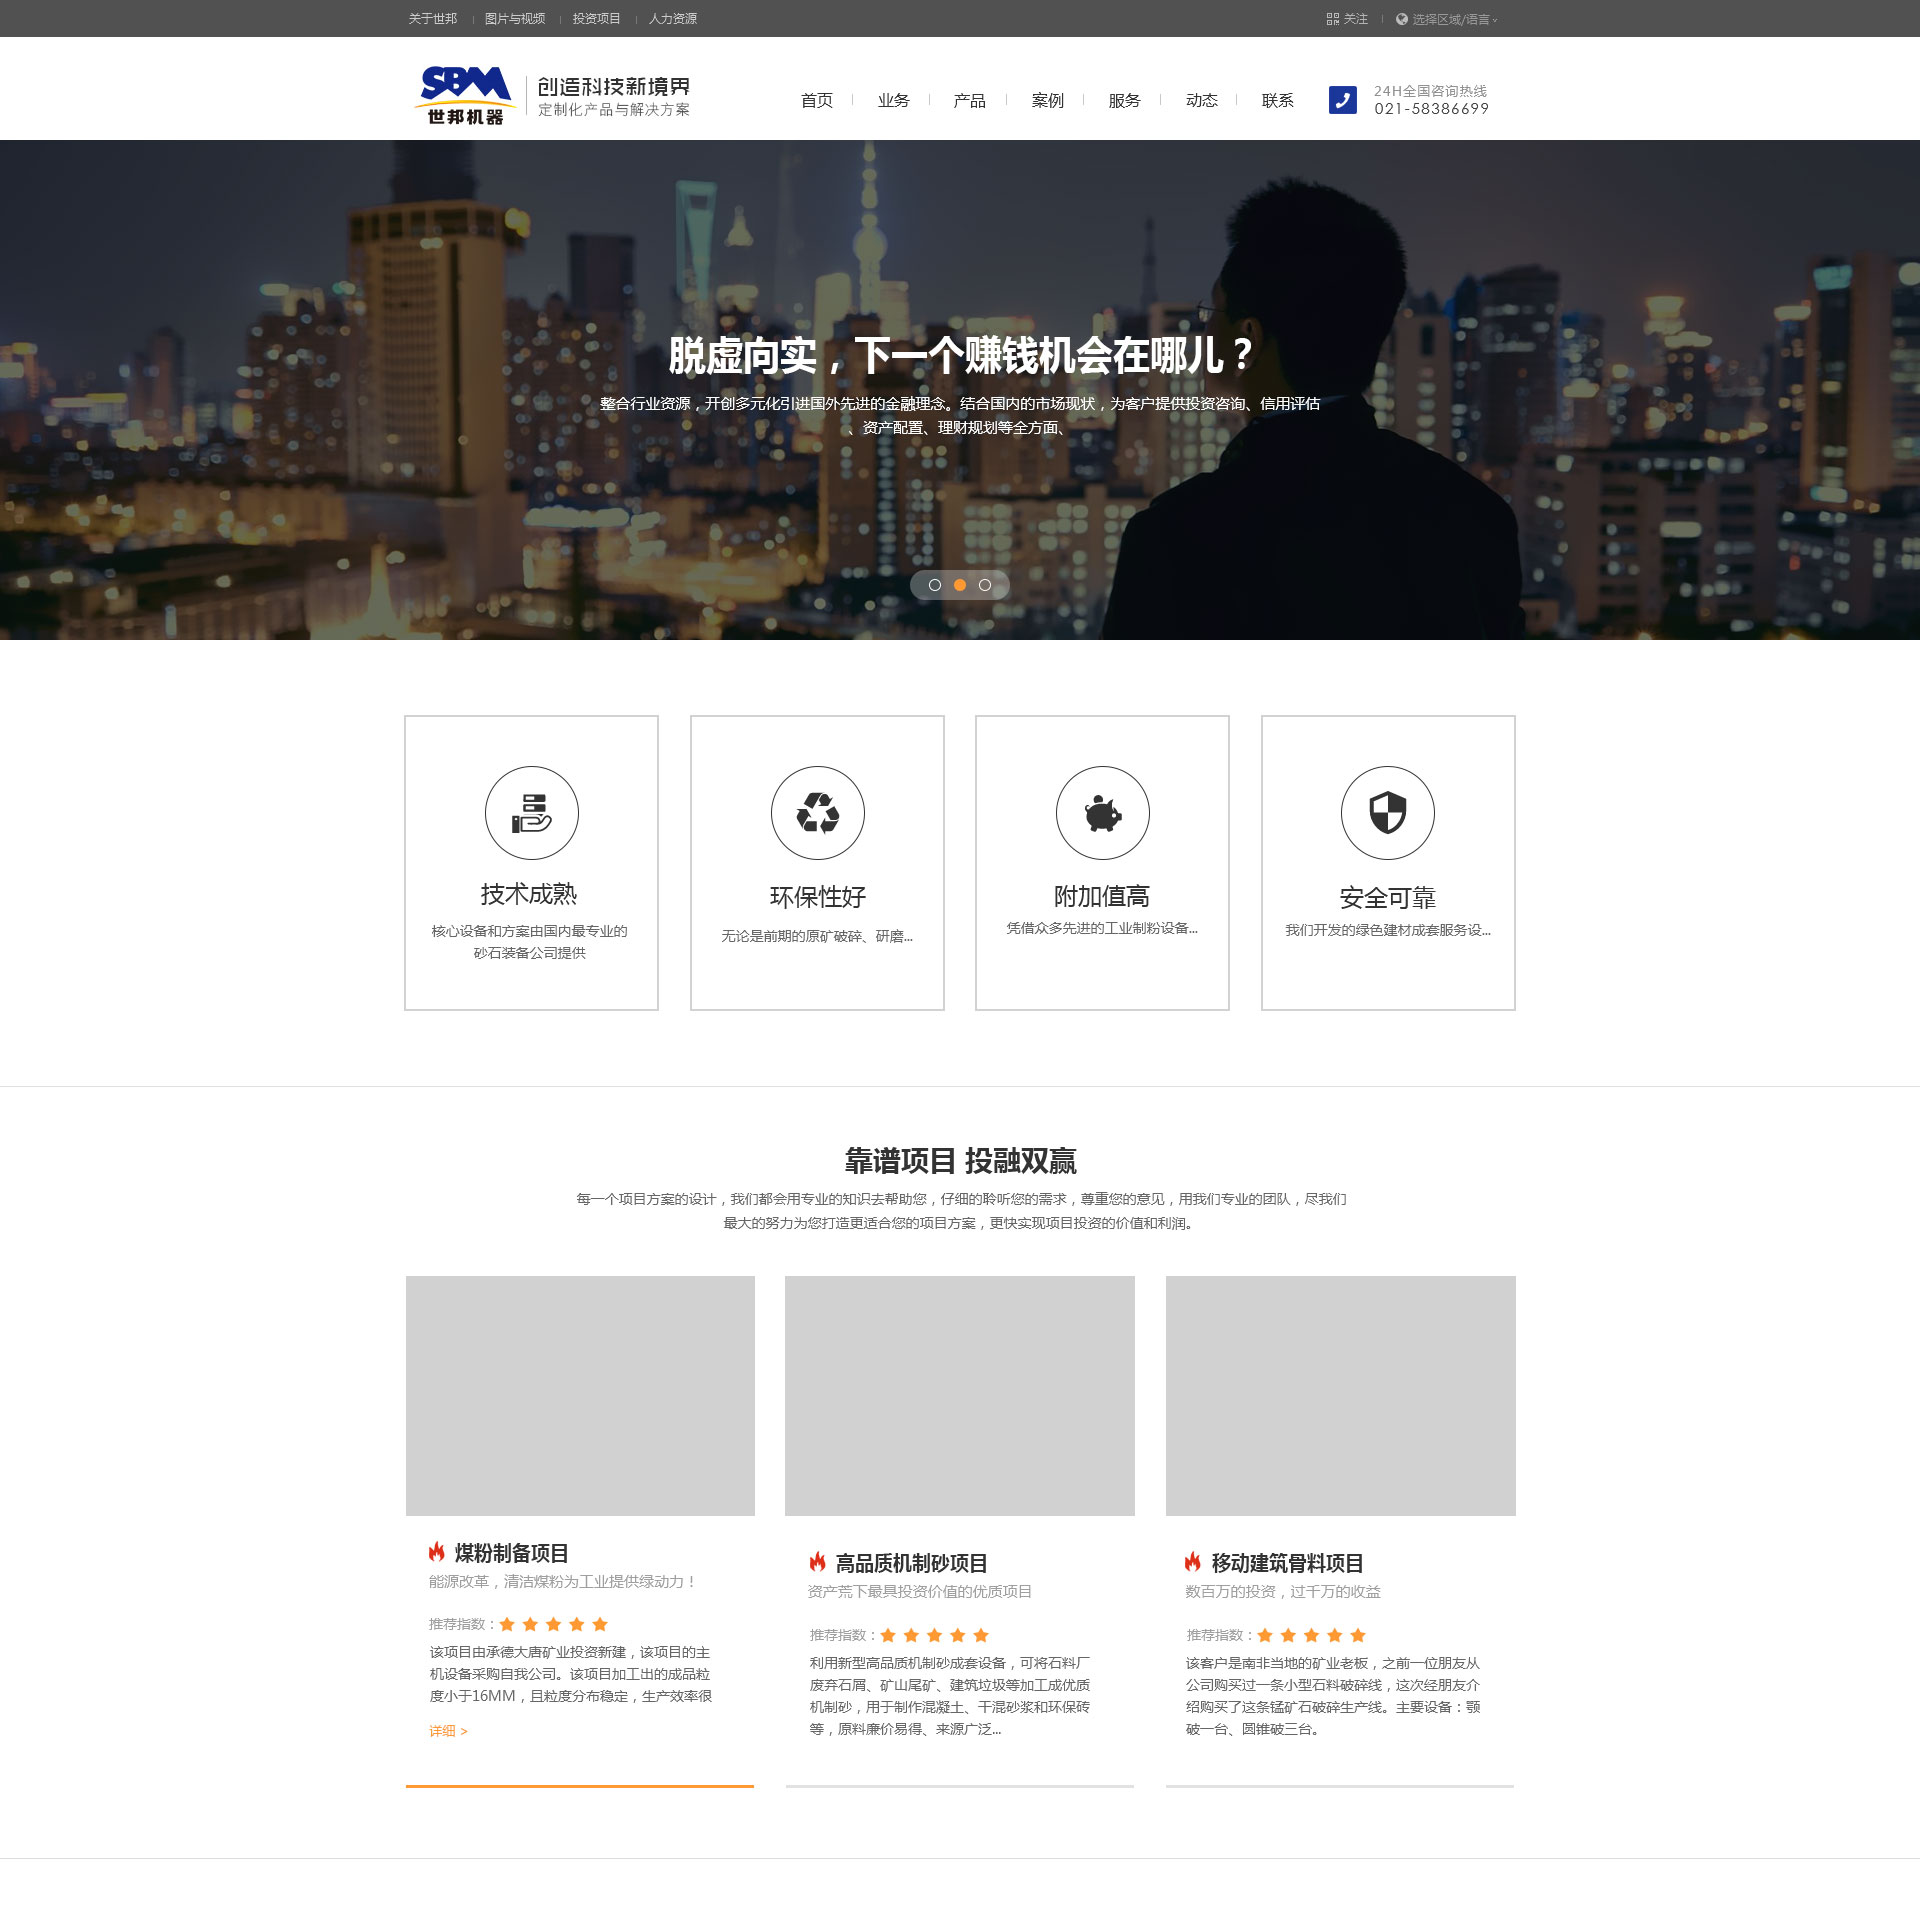 关于世邦 图片与视频 投资项目 人力资源 关注 选择区域/语言
SBM
世邦机器
创造科技新境界
定制化产品与解决方案
首页 业务 产品 案例 服务 动态 联系
24H全国咨询热线
021-58386699
脱虚向实，下一个赚钱机会在哪儿？
整合行业资源，开创多元化引进国外先进的金融理念。结合国内的市场现状，为客户提供投资咨询、信用评估
、资产配置、理财规划等全方面、
技术成熟
核心设备和方案由国内最专业的
砂石装备公司提供
环保性好
无论是前期的原矿破碎、研磨...
附加值高
凭借众多先进的工业制粉设备...
安全可靠
我们开发的绿色建材成套服务设...
靠谱项目 投融双赢
每一个项目方案的设计，我们都会用专业的知识去帮助您，仔细的聆听您的需求，尊重您的意见，用我们专业的团队，尽我们
最大的努力为您打造更适合您的项目方案，更快实现项目投资的价值和利润。
煤粉制备项目
能源改革，清洁煤粉为工业提供绿动力！
推荐指数：
该项目由承德大唐矿业投资新建，该项目的主
机设备采购自我公司。该项目加工出的成品粒
度小于16MM，且粒度分布稳定，生产效率很
详细 >
高品质机制砂项目
资产荒下最具投资价值的优质项目
推荐指数：
利用新型高品质机制砂成套设备，可将石料厂
废弃石屑、矿山尾矿、建筑垃圾等加工成优质
机制砂，用于制作混凝土、干混砂浆和环保砖
等，原料廉价易得、来源广泛...
移动建筑骨料项目
数百万的投资，过千万的收益
推荐指数：
该客户是南非当地的矿业老板，之前一位朋友从
公司购买过一条小型石料破碎线，这次经朋友介
绍购买了这条锰矿石破碎生产线。主要设备：颚
破一台、圆锥破三台。